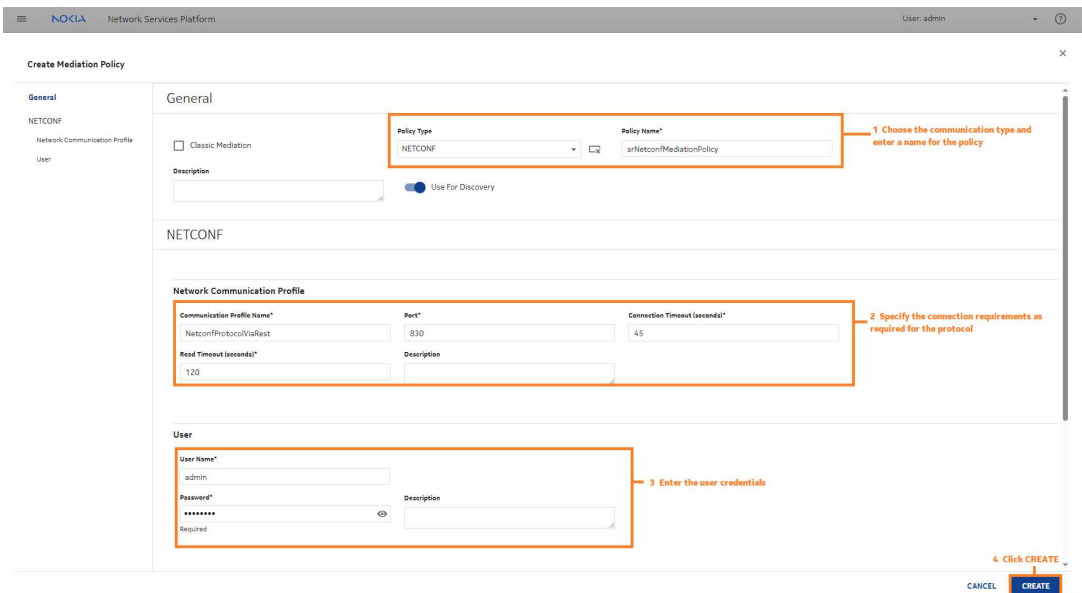 NOKIA Network Services Platform User: admin
Create Mediation Policy
General
NETCONF
Network Communication Profile
User
General
Classic Mediation
Policy Type
NETCONF
Policy Name*
srNetconfMediationPolicy
1 Choose the communication type and
enter a name for the policy
Description
Use For Discovery
NETCONF
Network Communication Profile
Communication Profile Name*
NetconfProtocolViaRest
Port*
830
Connection Timeout (seconds)*
45
2 Specify the connection requirements as
required for the protocol
Read Timeout (seconds)*
120
Description
User
User Name*
admin
3 Enter the user credentials
Password*
••••••••
Required
Description
4 Click CREATE
CANCEL CREATE